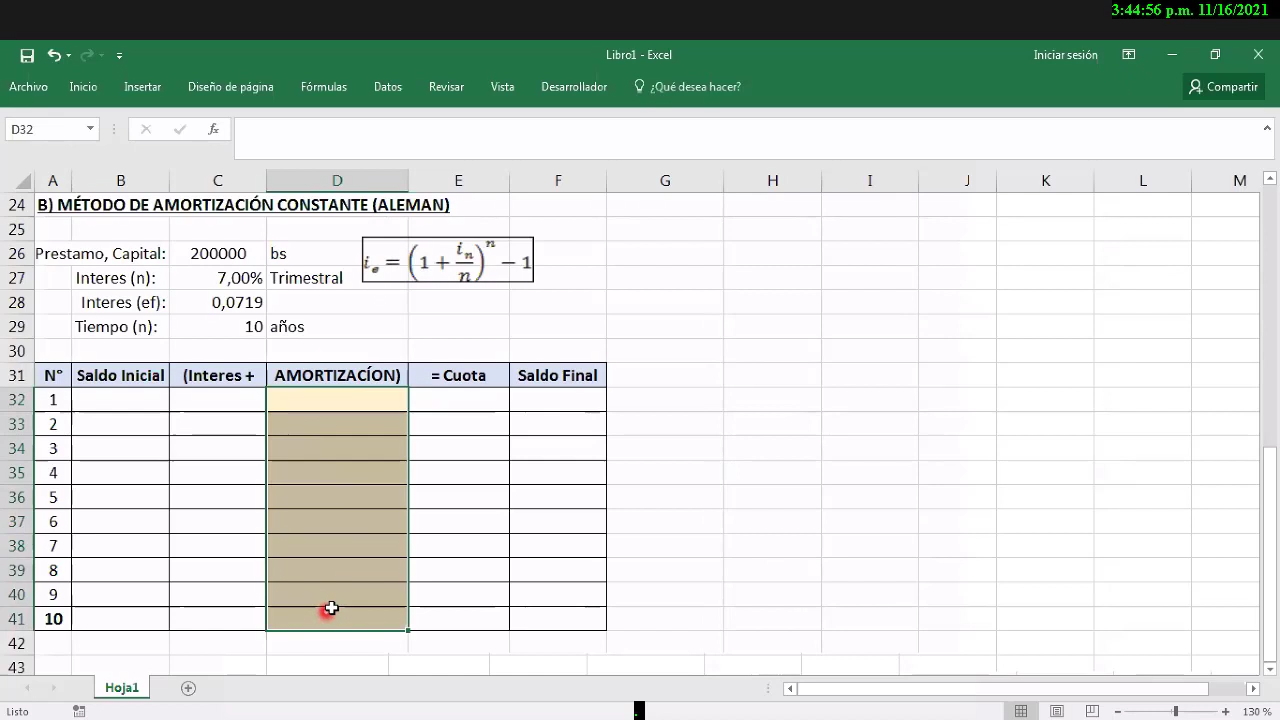 3:44:56 p.m. 11/16/2021
Libro1 - Excel
Iniciar sesión
Archivo Inicio Insertar Diseño de página Fórmulas Datos Revisar Vista Desarrollador ¿Qué desea hacer? Compartir
D32 fx
A B C D E F G H I J K L M
24 B) MÉTODO DE AMORTIZACIÓN CONSTANTE (ALEMAN)
25
26 Prestamo, Capital: 200000 bs
i_e = (1 + i_n/n)^n − 1
27 Interes (n): 7,00% Trimestral
28 Interes (ef): 0,0719
29 Tiempo (n): 10 años
30
31 N° Saldo Inicial (Interes + AMORTIZACÍON) = Cuota Saldo Final
32 1
33 2
34 3
35 4
36 5
37 6
38 7
39 8
40 9
41 10
42
43
Hoja1
Listo 130 %